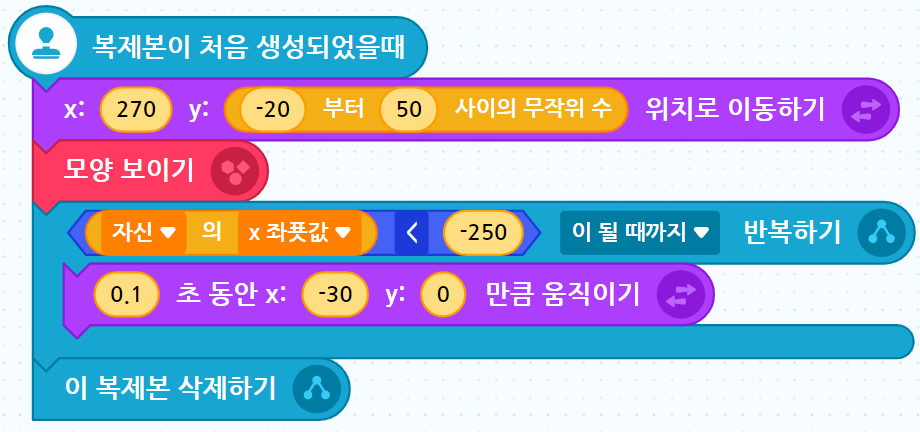 복제본이 처음 생성되었을때
x: 270 y: -20 부터 50 사이의 무작위 수 위치로 이동하기
모양 보이기
자신 의 x 좌푯값 < -250 이 될 때까지 반복하기
0.1 초 동안 x: -30 y: 0 만큼 움직이기
이 복제본 삭제하기